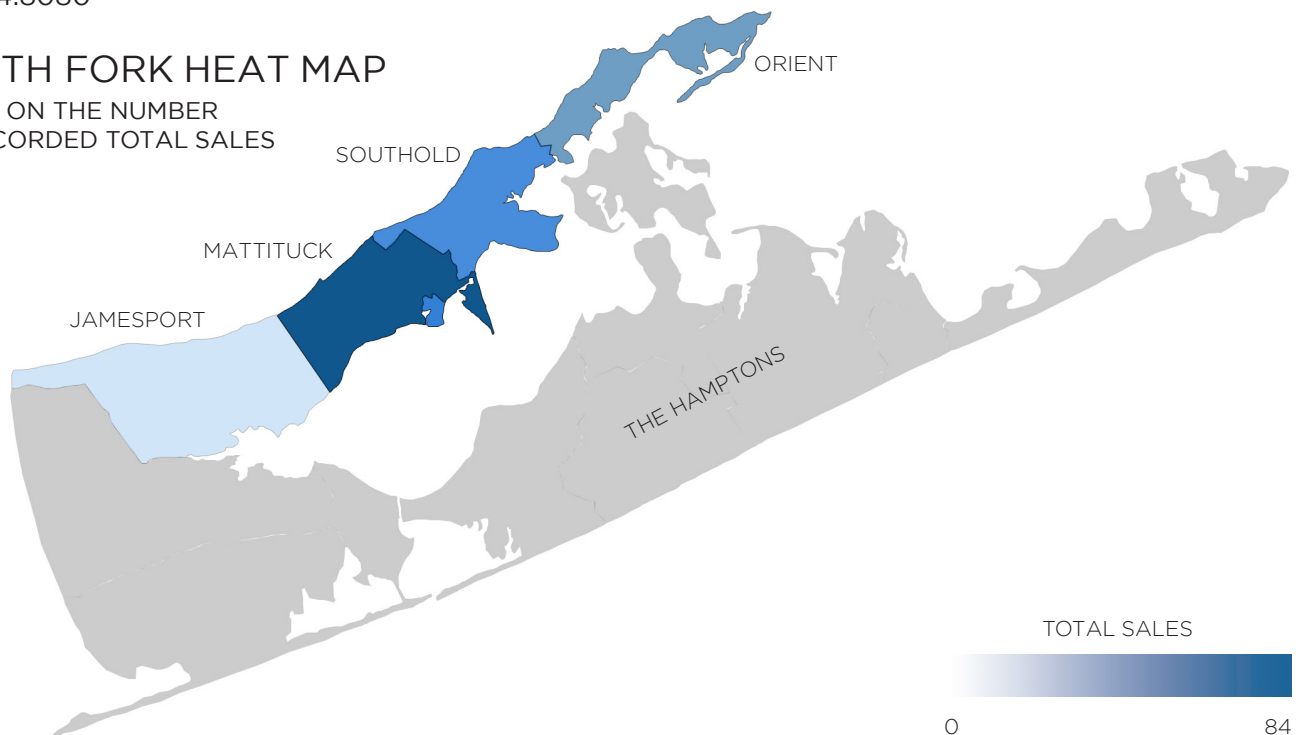 TH FORK HEAT MAP
ON THE NUMBER
CORDED TOTAL SALES
ORIENT
SOUTHOLD
MATTITUCK
JAMESPORT
THE HAMPTONS
TOTAL SALES
0 84